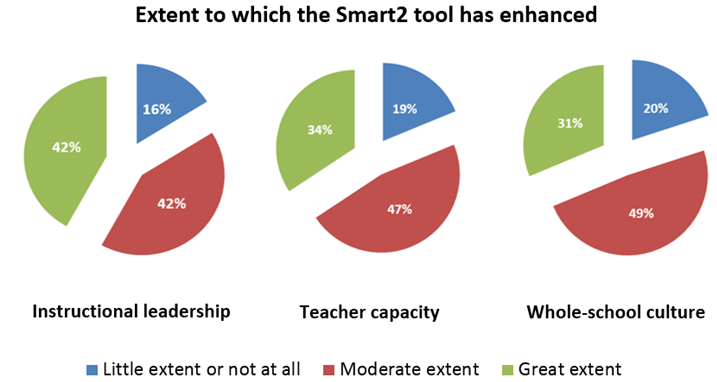 Extent to which the Smart2 tool has enhanced
16%
42%
42%
19%
47%
34%
20%
49%
31%
Instructional leadership
Teacher capacity
Whole-school culture
Little extent or not at all
Moderate extent
Great extent